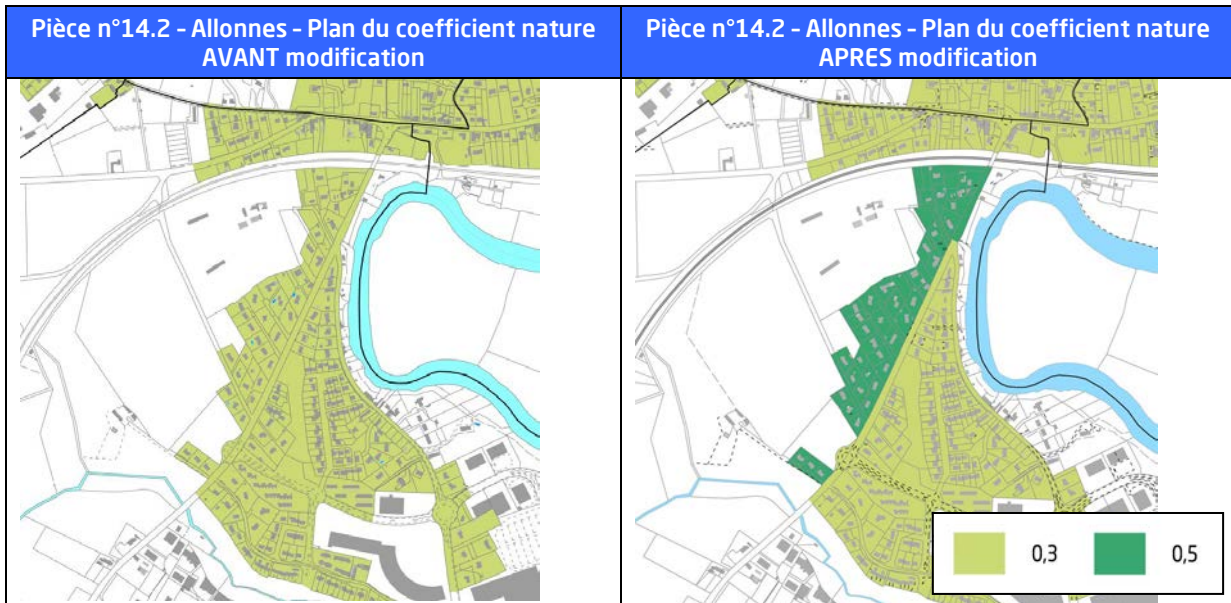 Pièce n°14.2 - Allonnes - Plan du coefficient nature
AVANT modification
Pièce n°14.2 - Allonnes - Plan du coefficient nature
APRES modification
0,3
0,5